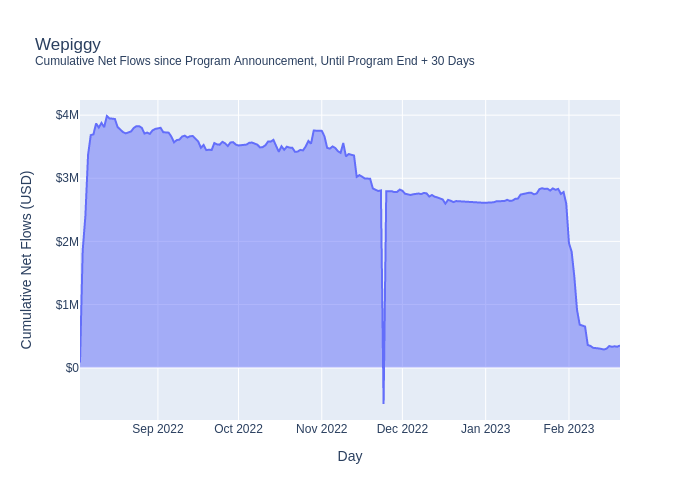 Wepiggy
Cumulative Net Flows since Program Announcement, Until Program End + 30 Days
Cumulative Net Flows (USD)
$4M
$3M
$2M
$1M
$0
Sep 2022
Oct 2022
Nov 2022
Dec 2022
Jan 2023
Feb 2023
Day